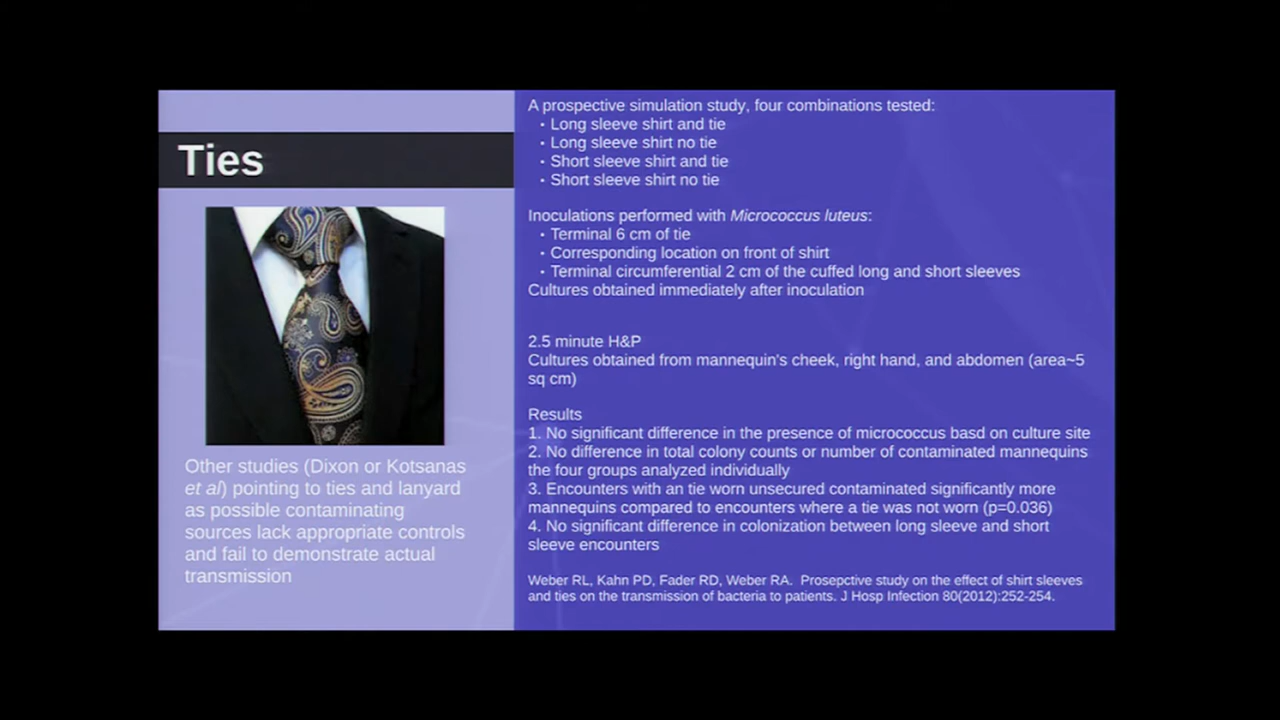 Ties
Other studies (Dixon or Kotsanas
et al) pointing to ties and lanyard
as possible contaminating
sources lack appropriate controls
and fail to demonstrate actual
transmission
A prospective simulation study, four combinations tested:
• Long sleeve shirt and tie
• Long sleeve shirt no tie
• Short sleeve shirt and tie
• Short sleeve shirt no tie
Inoculations performed with Micrococcus luteus:
• Terminal 6 cm of tie
• Corresponding location on front of shirt
• Terminal circumferential 2 cm of the cuffed long and short sleeves
Cultures obtained immediately after inoculation
2.5 minute H&P
Cultures obtained from mannequin's cheek, right hand, and abdomen (area~5
sq cm)
Results
1. No significant difference in the presence of micrococcus basd on culture site
2. No difference in total colony counts or number of contaminated mannequins
the four groups analyzed individually
3. Encounters with an tie worn unsecured contaminated significantly more
mannequins compared to encounters where a tie was not worn (p=0.036)
4. No significant difference in colonization between long sleeve and short
sleeve encounters
Weber RL, Kahn PD, Fader RD, Weber RA. Prosepctive study on the effect of shirt sleeves
and ties on the transmission of bacteria to patients. J Hosp Infection 80(2012):252-254.